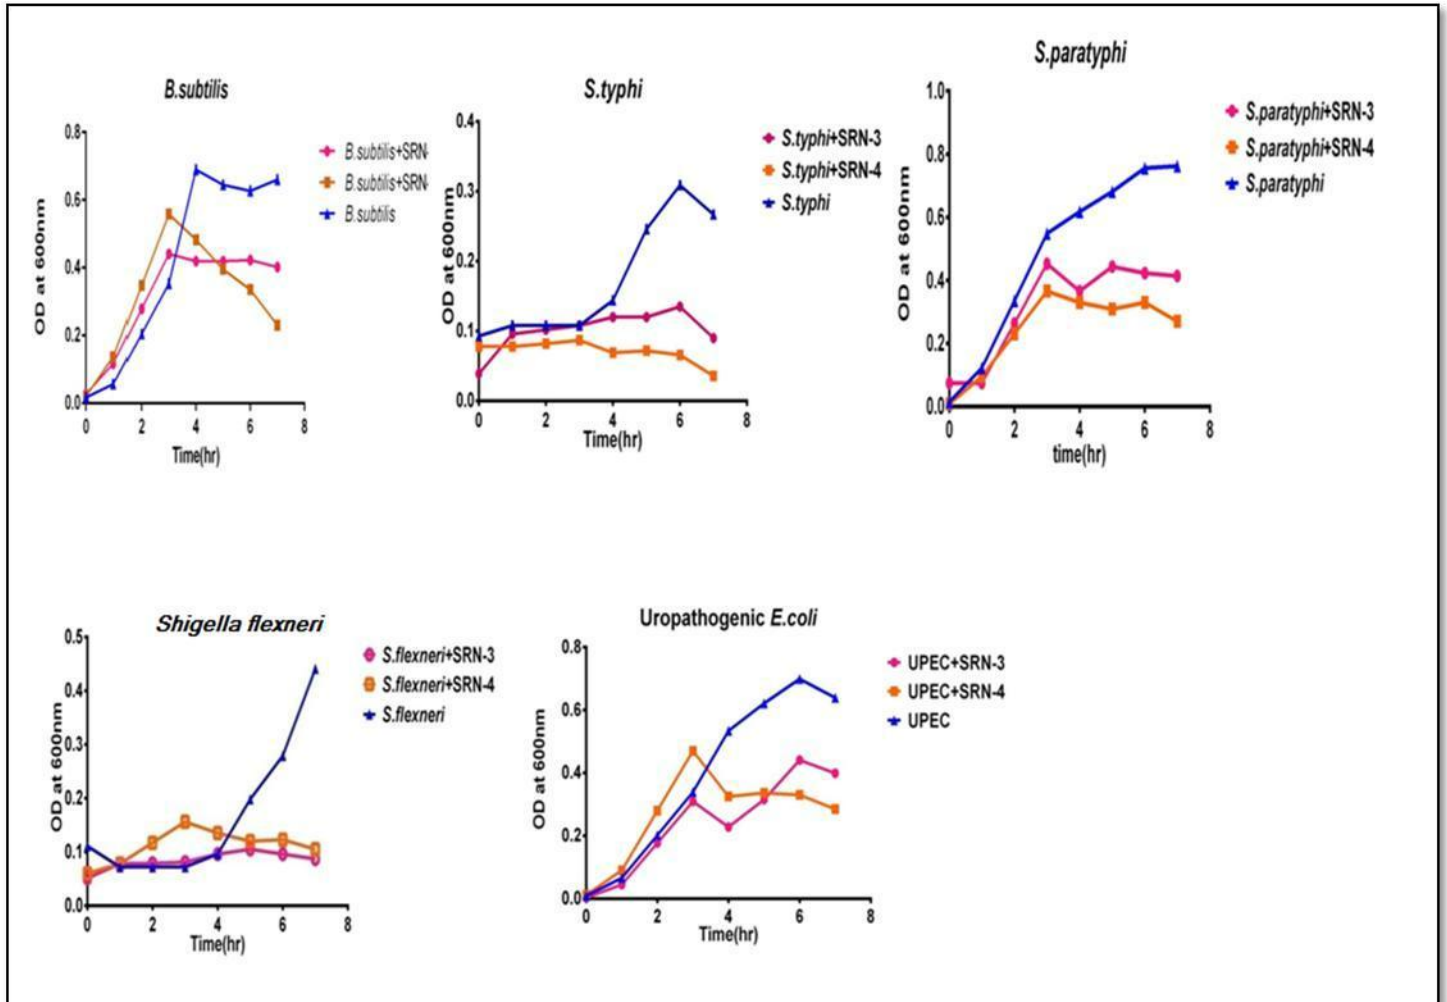 B.subtilis
0.8
0.6
0.4
0.2
0.0
0
2
4
6
8
OD at 600nm
Time(hr)
B.subtilis+SRN-
B.subtilis+SRN-
B.subtilis
S.typhi
0.4
0.3
0.2
0.1
0.0
0
2
4
6
8
OD at 600nm
Time(hr)
S.typhi+SRN-3
S.typhi+SRN-4
S.typhi
S.paratyphi
1.0
0.8
0.6
0.4
0.2
0.0
0
2
4
6
8
OD at 600nm
time(hr)
S.paratyphi+SRN-3
S.paratyphi+SRN-4
S.paratyphi
Shigella flexneri
0.5
0.4
0.3
0.2
0.1
0.0
0
2
4
6
8
OD at 600nm
Time(hr)
S.flexneri+SRN-3
S.flexneri+SRN-4
S.flexneri
Uropathogenic E.coli
0.8
0.6
0.4
0.2
0.0
0
2
4
6
8
OD at 600nm
Time(hr)
UPEC+SRN-3
UPEC+SRN-4
UPEC